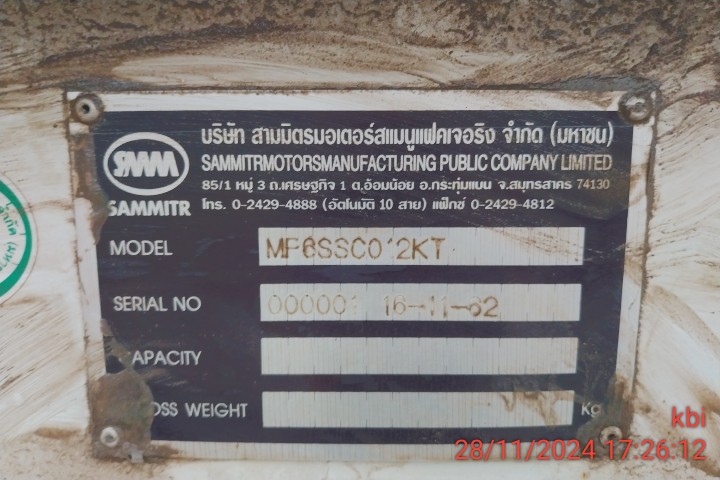 บริษัท สามมิตรมอเตอร์สแมนูแฟคเจอริง จำกัด (มหาชน)
SAMMITRMOTORSMANUFACTURING PUBLIC COMPANY LIMITED
85/1 หมู่ 3 ถ.เศรษฐกิจ 1 ต.อ้อมน้อย อ.กระทุ่มแบน จ.สมุทรสาคร 74130
โทร. 0-2429-4888 (อัตโนมัติ 10 สาย) แฟ็กซ์ 0-2429-4812
SMM
SAMMITR
MODEL
SERIAL NO 16-11-62
CAPACITY
GROSS WEIGHT Kg
kbi
28/11/2024 17:26:12